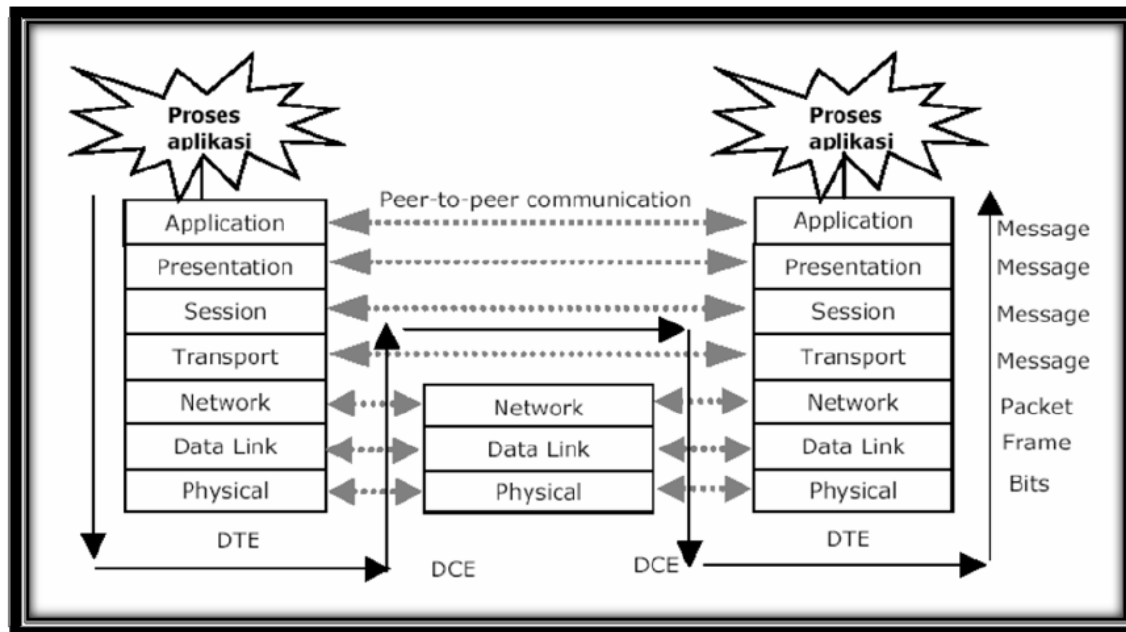 Proses
aplikasi
Proses
aplikasi
Peer-to-peer communication
Application
Presentation
Session
Transport
Network
Data Link
Physical
Network
Data Link
Physical
Application
Presentation
Session
Transport
Network
Data Link
Physical
Message
Message
Message
Message
Packet
Frame
Bits
DTE
DCE
DCE
DTE